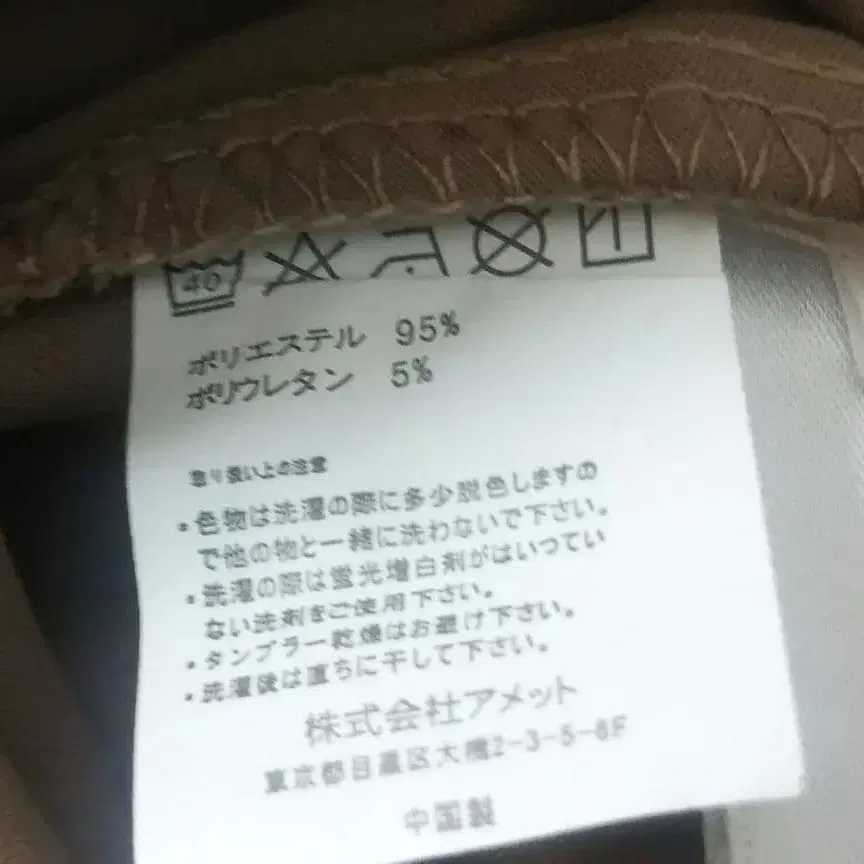 40
ポリエステル 95%
ポリウレタン 5%
取り扱い上の注意
・色物は洗濯の際に多少脱色しますの
で他の物と一緒に洗わないで下さい。
・洗濯の際は蛍光増白剤がはいってい
ない洗剤をご使用下さい。
・タンブラー乾燥はお避け下さい。
・洗濯後は直ちに干して下さい。
株式会社アメット
東京都目黒区大橋2-3-5-6F
中国製